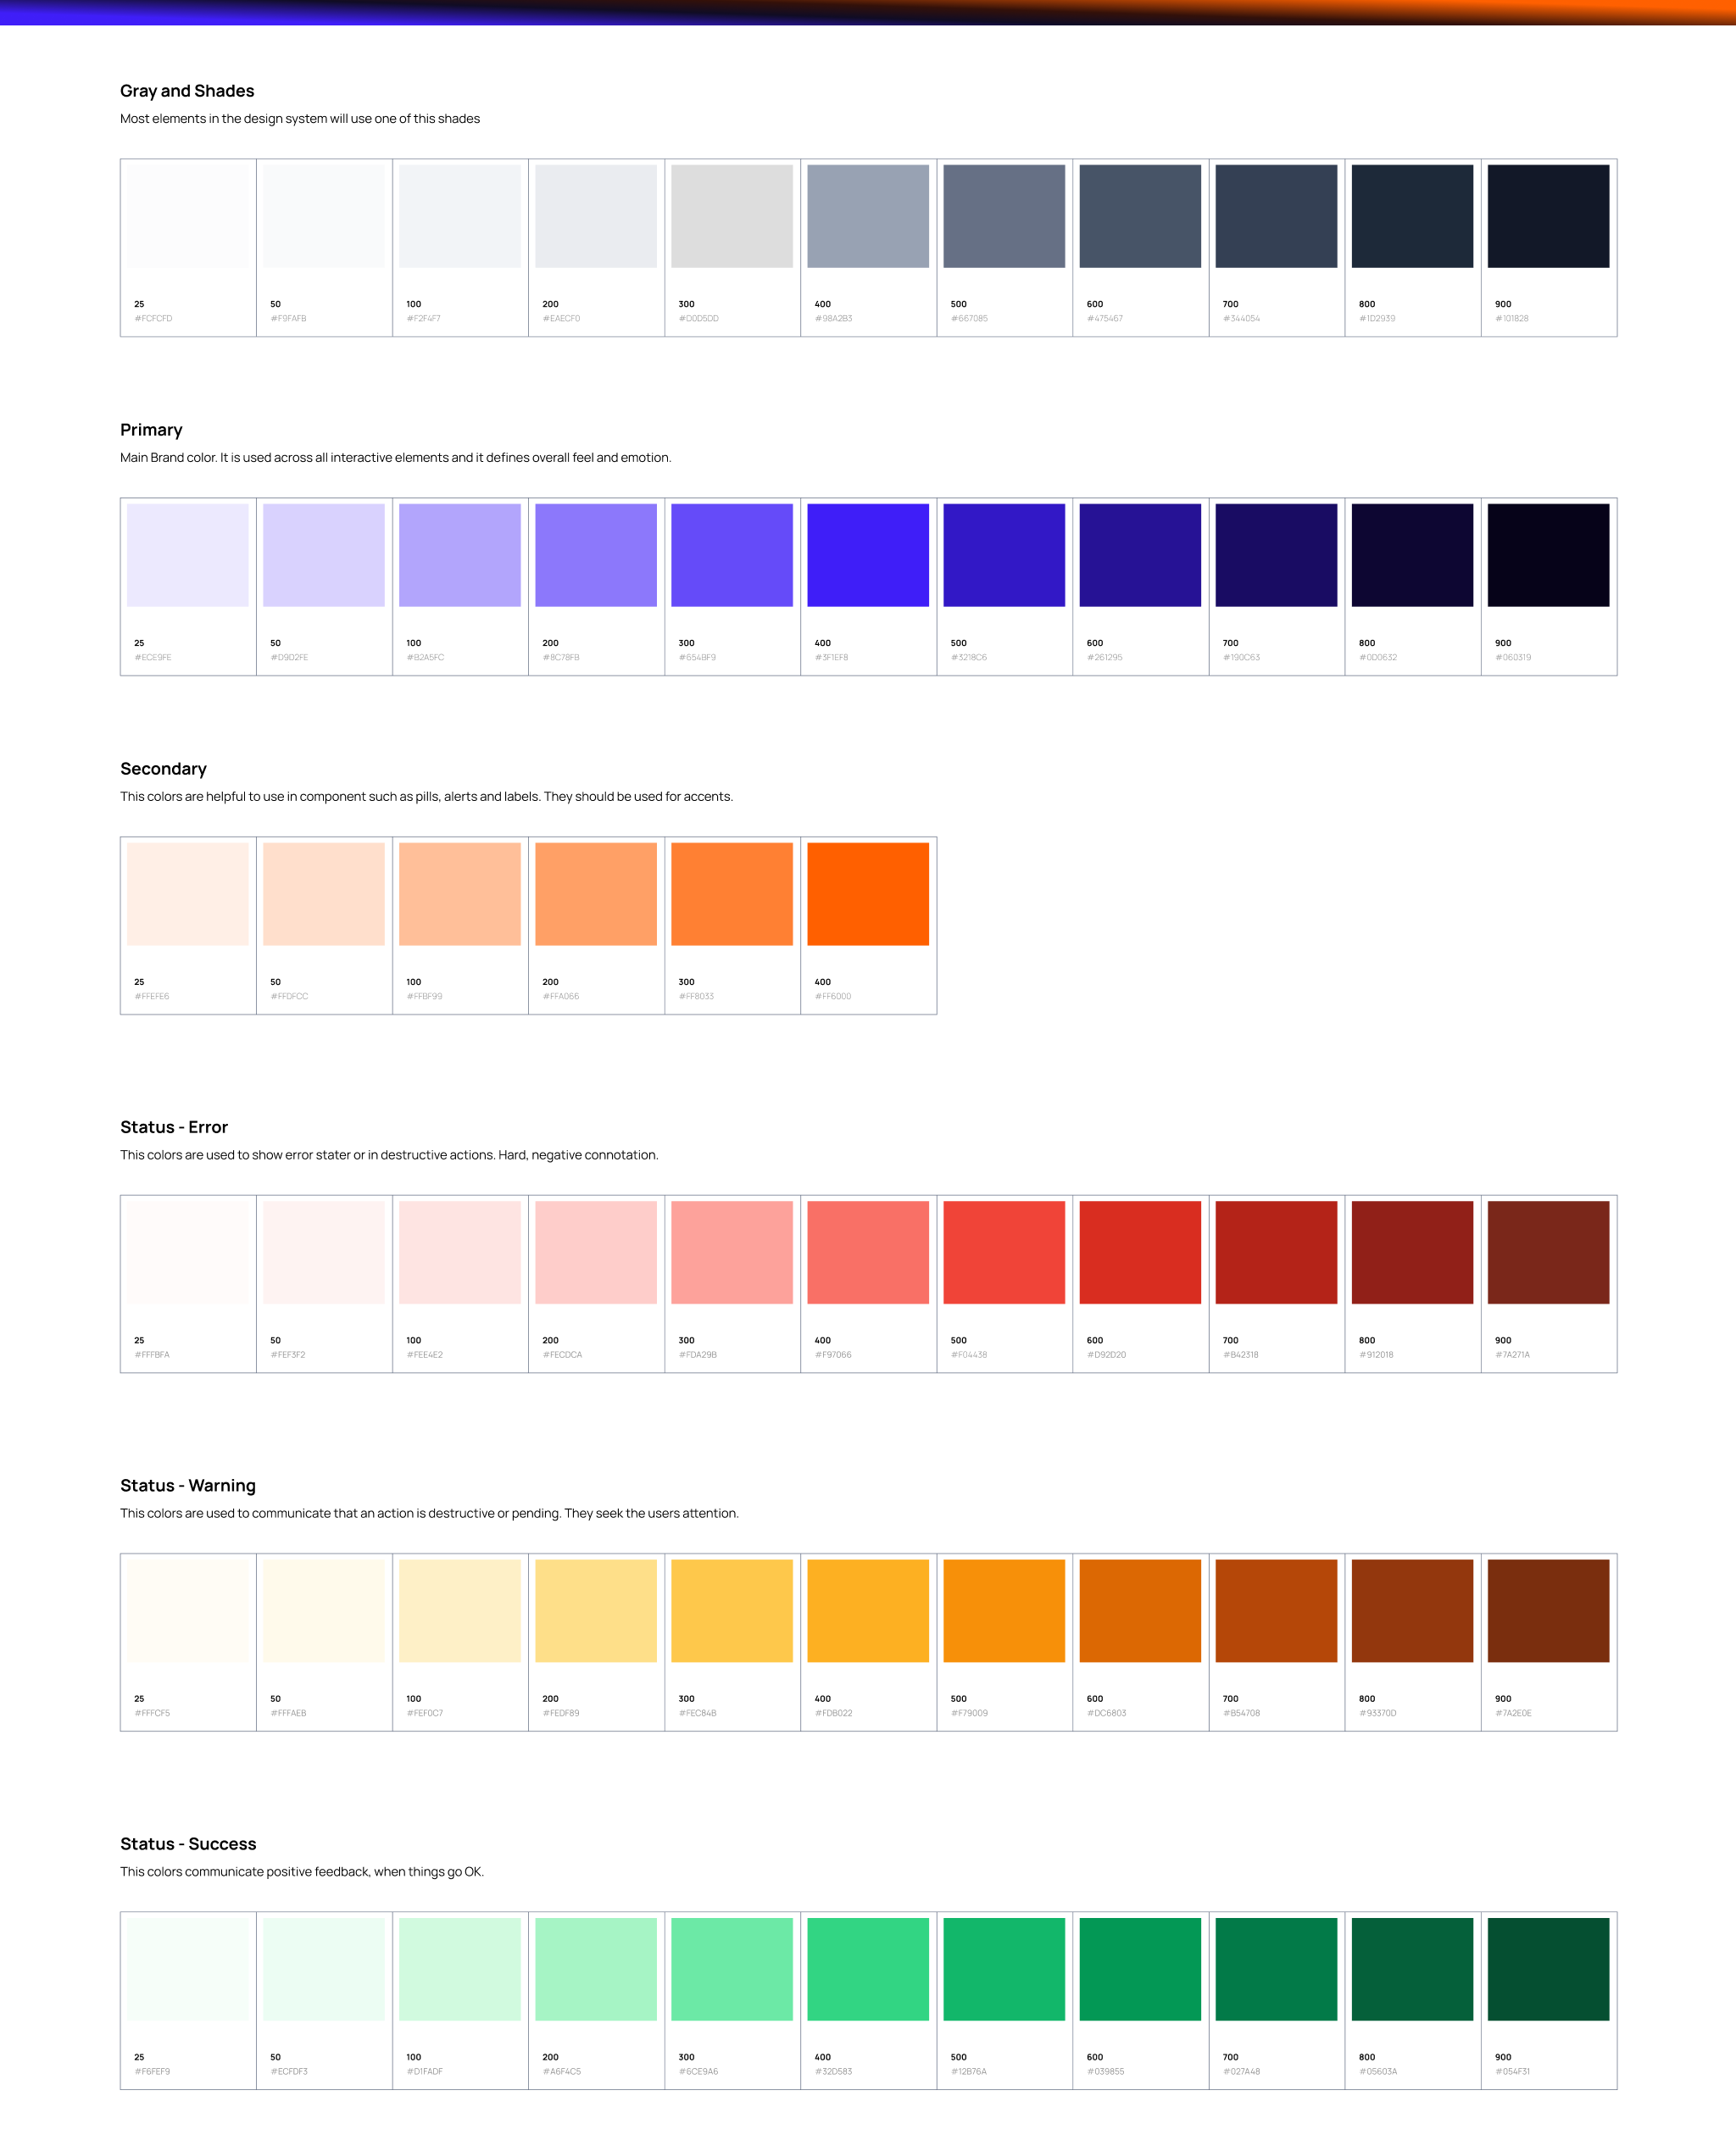 Gray and Shades
Most elements in the design system will use one of this shades
25 50 100 200 300 400 500 600 700 800 900
#FCFCFD #F9FAFB #F2F4F7 #EAECF0 #D0D5DD #98A2B3 #667085 #475467 #344054 #1D2939 #101828
Primary
Main Brand color. It is used across all interactive elements and it defines overall feel and emotion.
25 50 100 200 300 400 500 600 700 800 900
#ECE9FE #D9D2FE #B2A5FC #8C78FB #654BF9 #3F1EF8 #3218C6 #261295 #190C63 #0D0632 #060319
Secondary
This colors are helpful to use in component such as pills, alerts and labels. They should be used for accents.
25 50 100 200 300 400
#FFEFE6 #FFDFCC #FFBF99 #FFA066 #FF8033 #FF6000
Status - Error
This colors are used to show error stater or in destructive actions. Hard, negative connotation.
25 50 100 200 300 400 500 600 700 800 900
#FFFBFA #FEF3F2 #FEE4E2 #FECDCA #FDA29B #F97066 #F04438 #D92D20 #B42318 #912018 #7A271A
Status - Warning
This colors are used to communicate that an action is destructive or pending. They seek the users attention.
25 50 100 200 300 400 500 600 700 800 900
#FFFCF5 #FFFAEB #FEF0C7 #FEDF89 #FEC84B #FDB022 #F79009 #DC6803 #B54708 #93370D #7A2E0E
Status - Success
This colors communicate positive feedback, when things go OK.
25 50 100 200 300 400 500 600 700 800 900
#F6FEF9 #ECFDF3 #D1FADF #A6F4C5 #6CE9A6 #32D583 #12B76A #039855 #027A48 #05603A #054F31